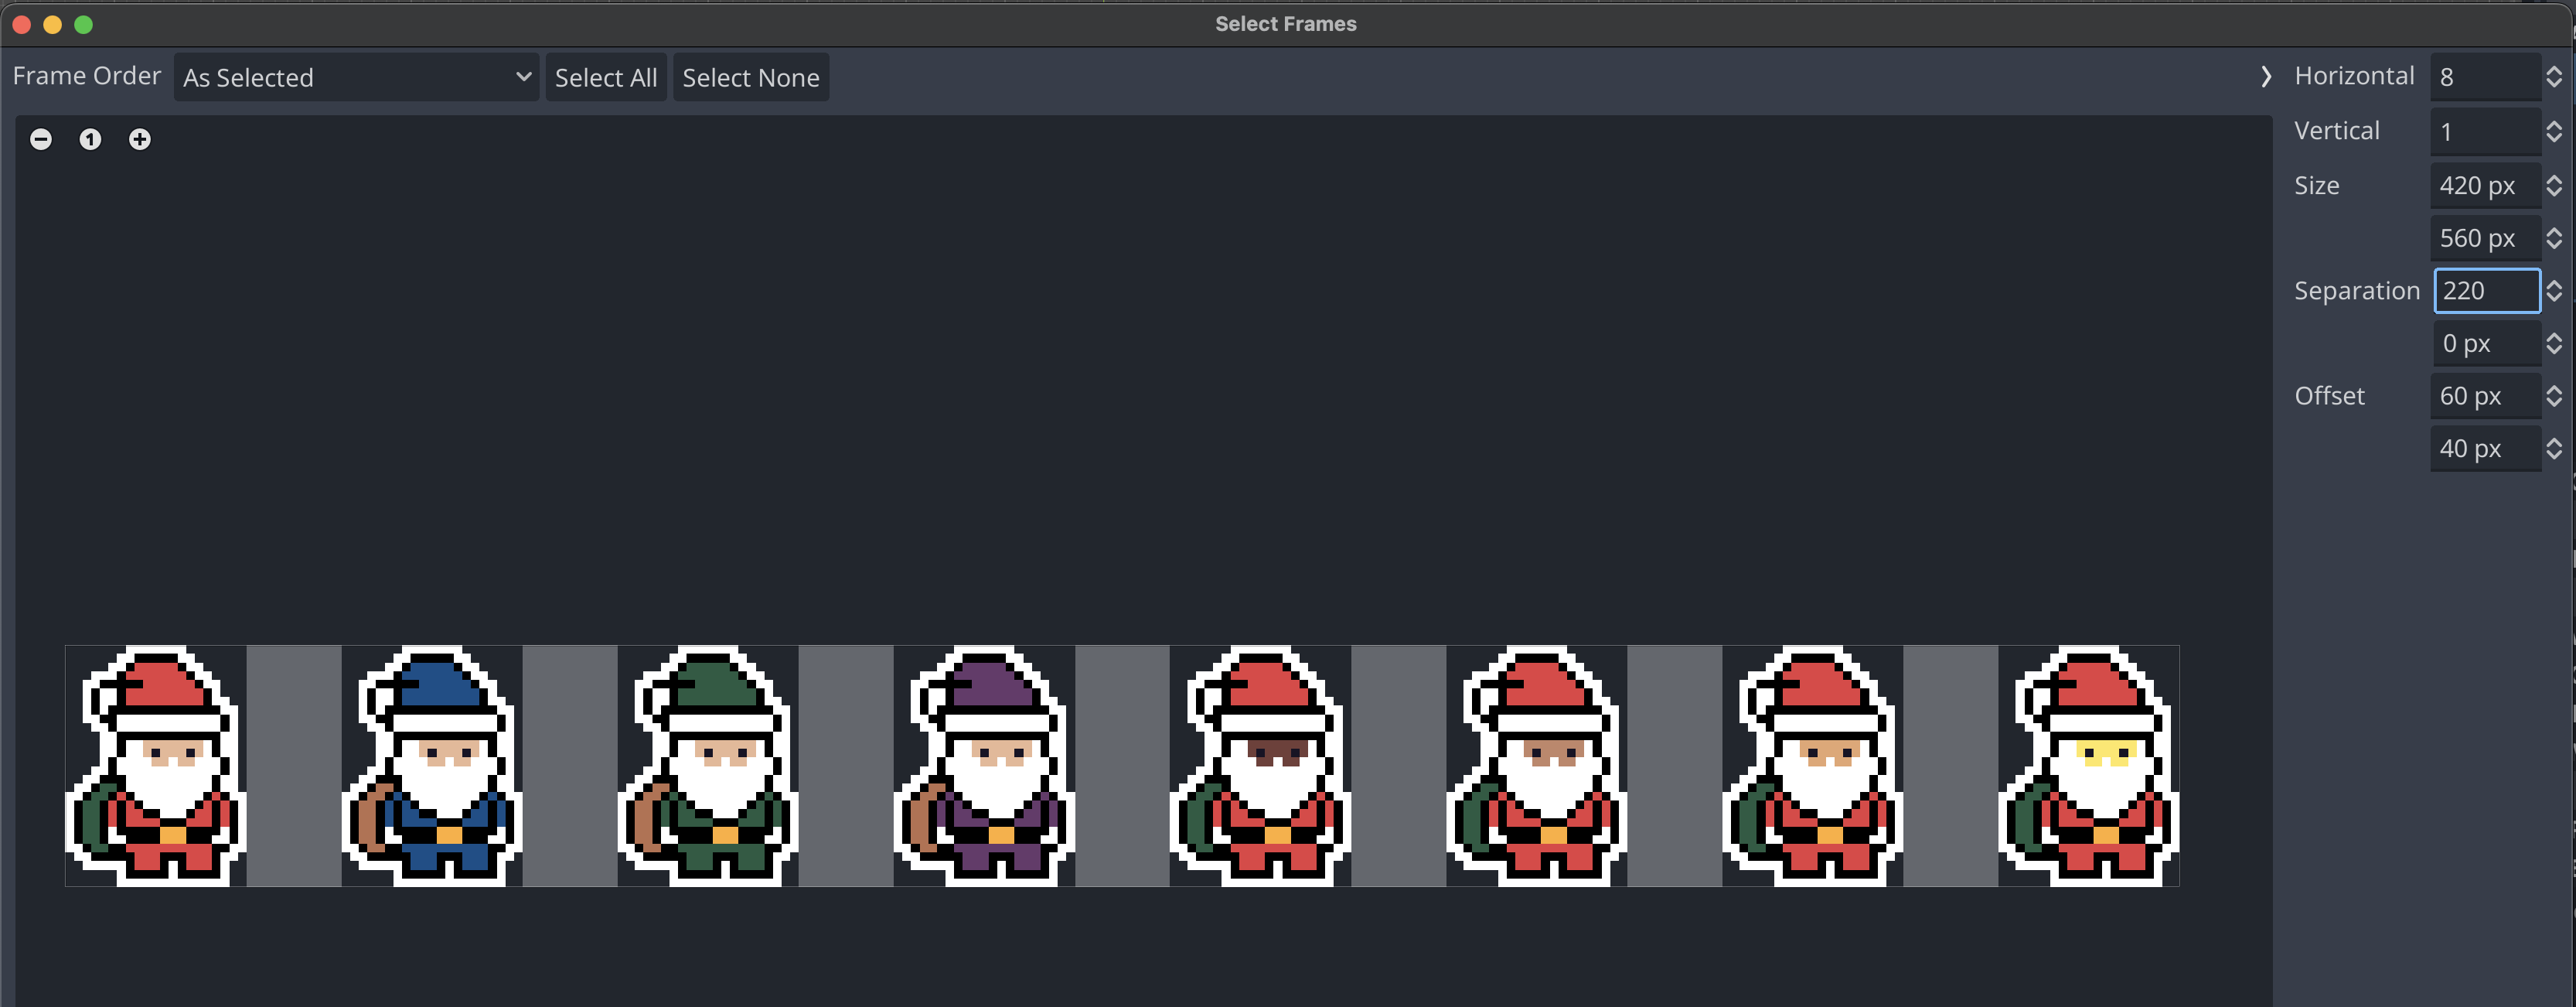 Select Frames
Frame Order As Selected Select All Select None
Horizontal 8
Vertical 1
Size 420 px
560 px
Separation 220
0 px
Offset 60 px
40 px
1